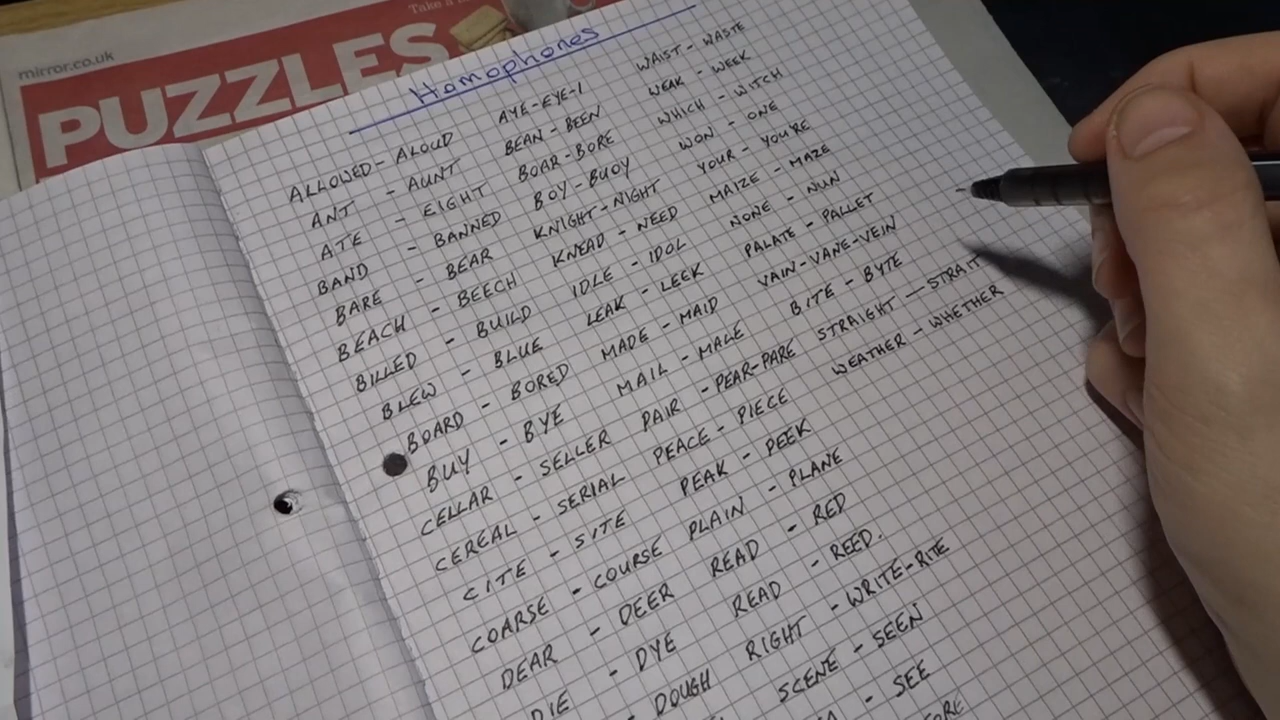 mirror.co.uk
PUZZLES
Homophones
ALLOWED - ALOUD
ANT - AUNT
ATE - EIGHT
BAND - BANNED
BARE - BEAR
BEACH - BEECH
BILLED - BUILD
BLEW - BLUE
BOARD - BORED
BUY - BYE
CELLAR - SELLER
CEREAL - SERIAL
CITE - SITE
COARSE - COURSE
DEAR - DEER
DIE - DYE
- DOUGH
AYE-EYE-I
BEAN - BEEN
BOAR - BORE
BOY - BUOY
KNIGHT - NIGHT
KNEAD - NEED
IDLE - IDOL
LEAK - LEEK
MADE - MAID
MAIL - MALE
PAIR - PEAR-PARE
PEACE - PIECE
PEAK - PEEK
PLAIN - PLANE
READ - RED
READ - REED.
RIGHT - WRITE-RITE
SCENE - SEEN
- SEE
WAIST - WASTE
WEAK - WEEK
WHICH - WITCH
WON - ONE
YOUR - YOU'RE
MAIZE - MAZE
NONE - NUN
PALATE - PALLET
VAIN-VANE-VEIN
BITE - BYTE
STRAIGHT — STRAIT
WEATHER - WHETHER